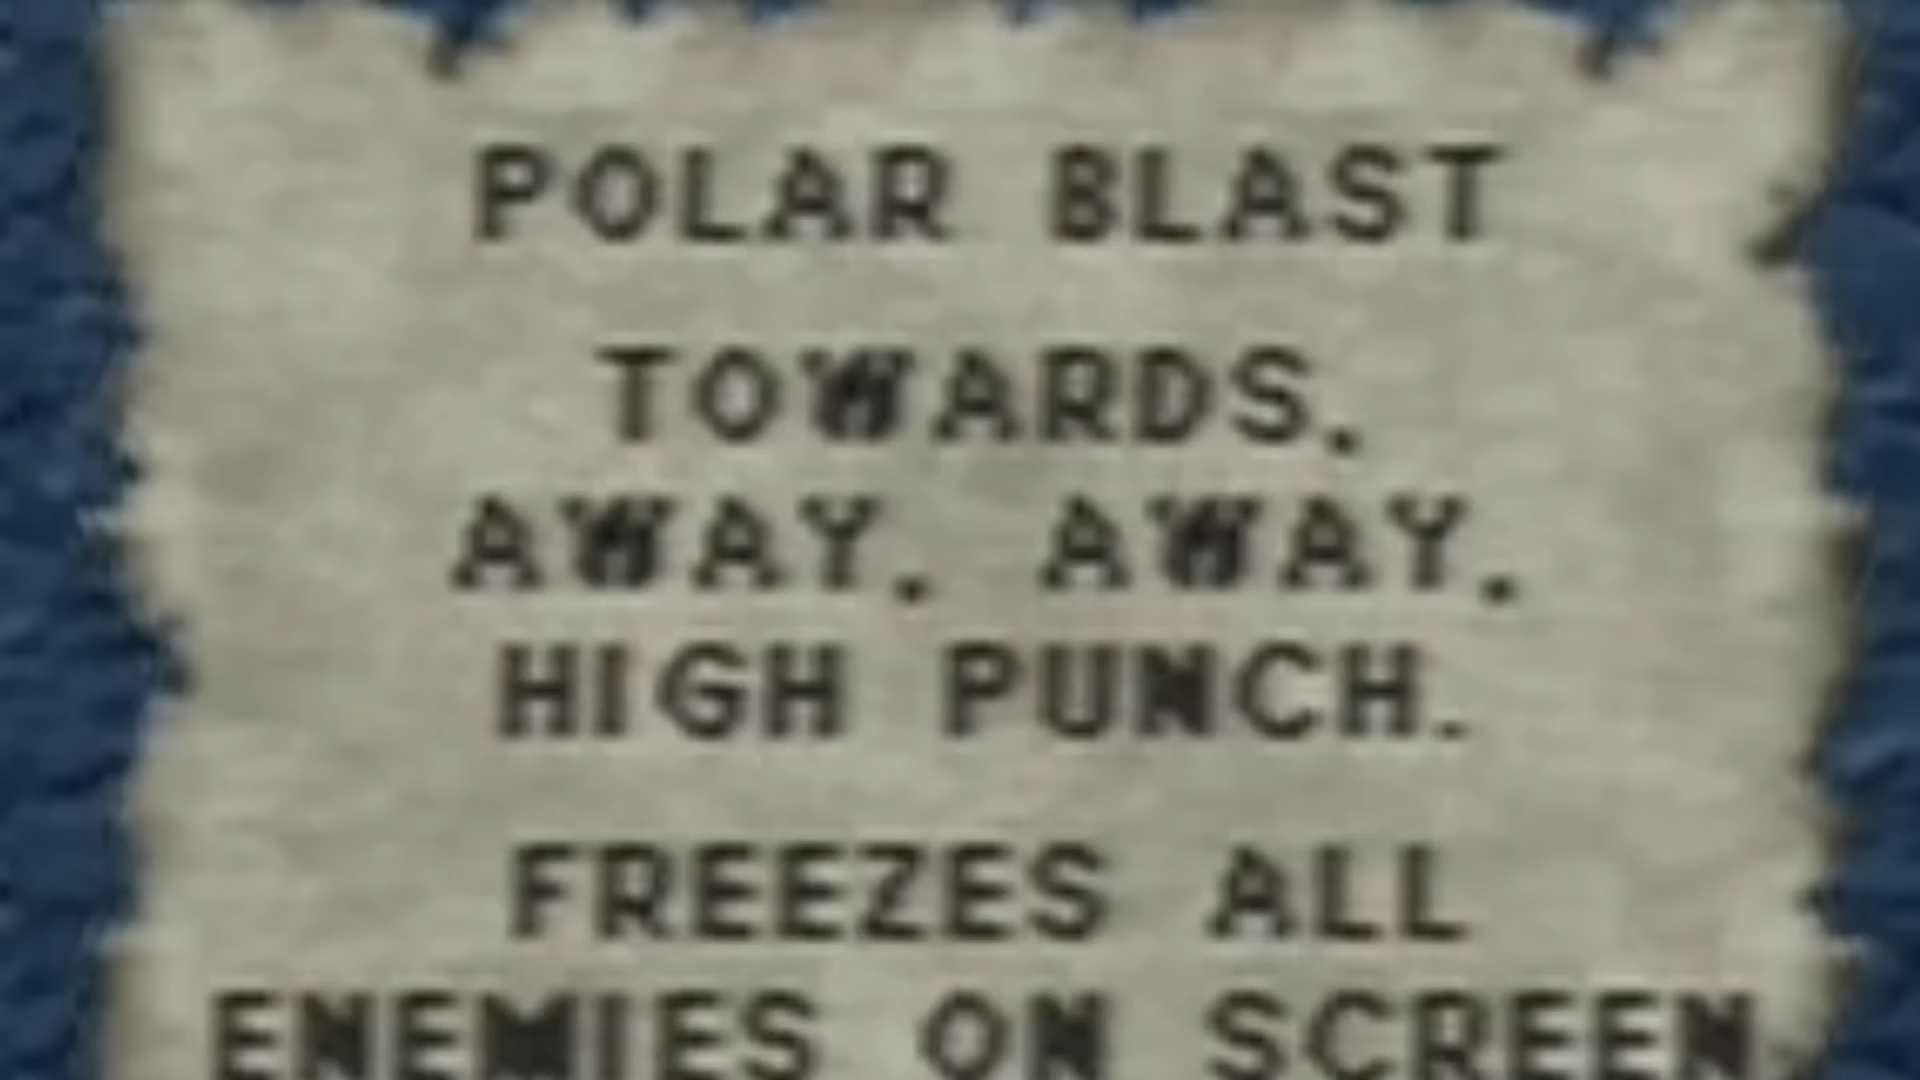 POLAR BLAST
TOWARDS.
AWAY. AWAY.
HIGH PUNCH.
FREEZES ALL
ENEMIES ON SCREEN